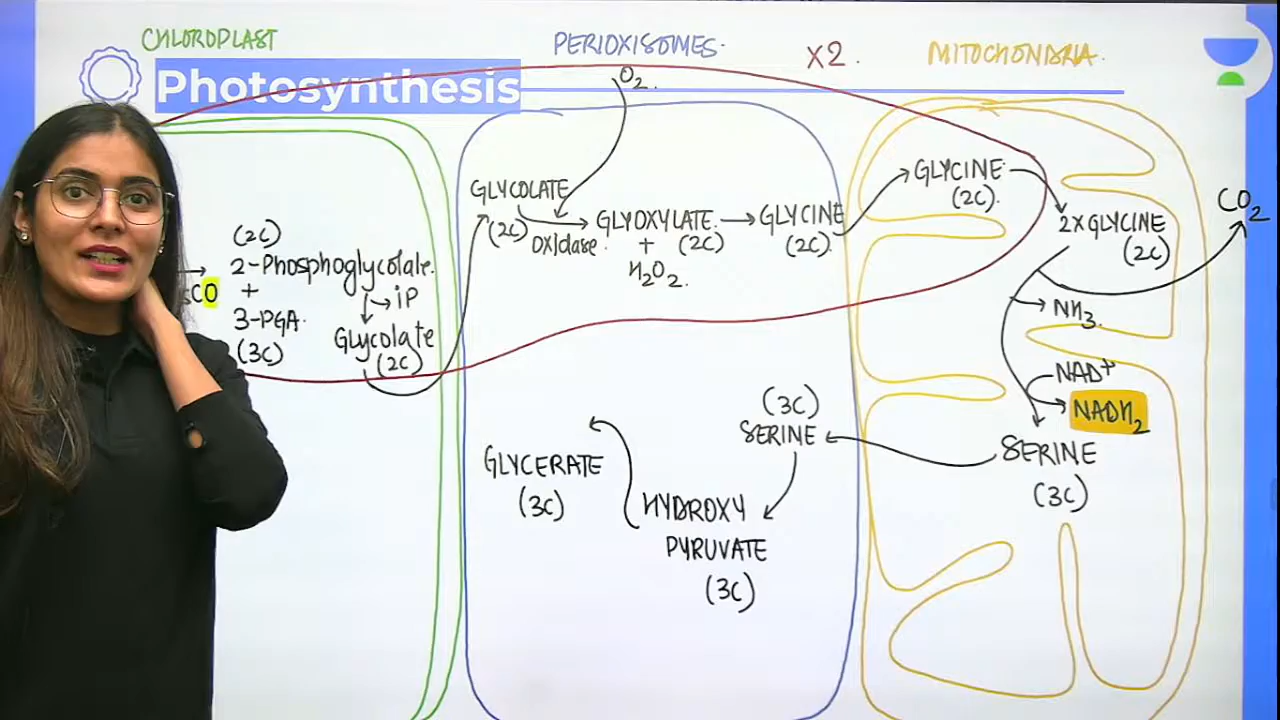 CHLOROPLAST
PERIOXISOMES
X2.
MITOCHONDRIA.
Photosynthesis
O2.
(2C)
2-Phosphoglycolate.
+
3-PGA.
(3C)
CO
iP
Glycolate
(2C)
GLYCOLATE
(2C)
OXIdase.
GLYOXYLATE.
+ (2C)
H2O2.
GLYCINE
(2C).
GLYCINE.
(2C).
2XGLYCINE
(2C)
CO2
NH3.
NAD+
NADH2
SERINE
(3C)
(3C)
SERINE
HYDROXY
PYRUVATE
(3C)
GLYCERATE
(3C)